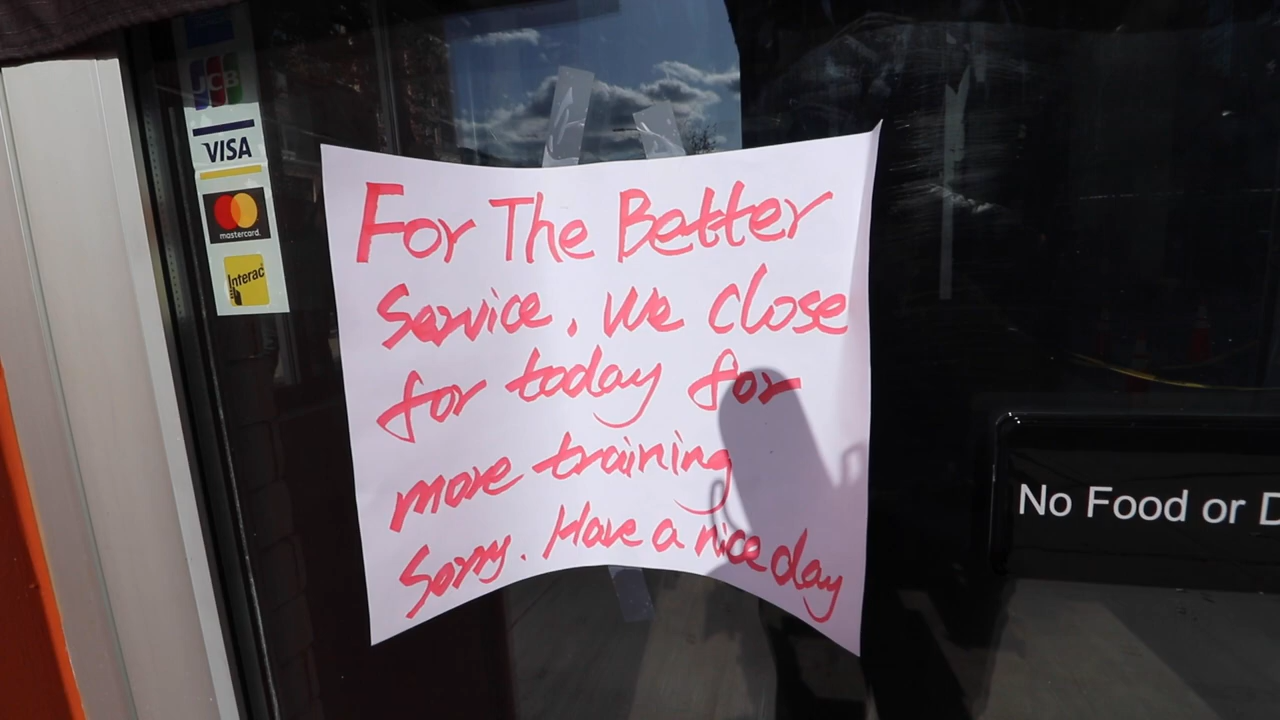 JCB
VISA
mastercard.
Interac
For The Better
Service. We close
for today for
more training
Sorry. Have a nice day
No Food or D